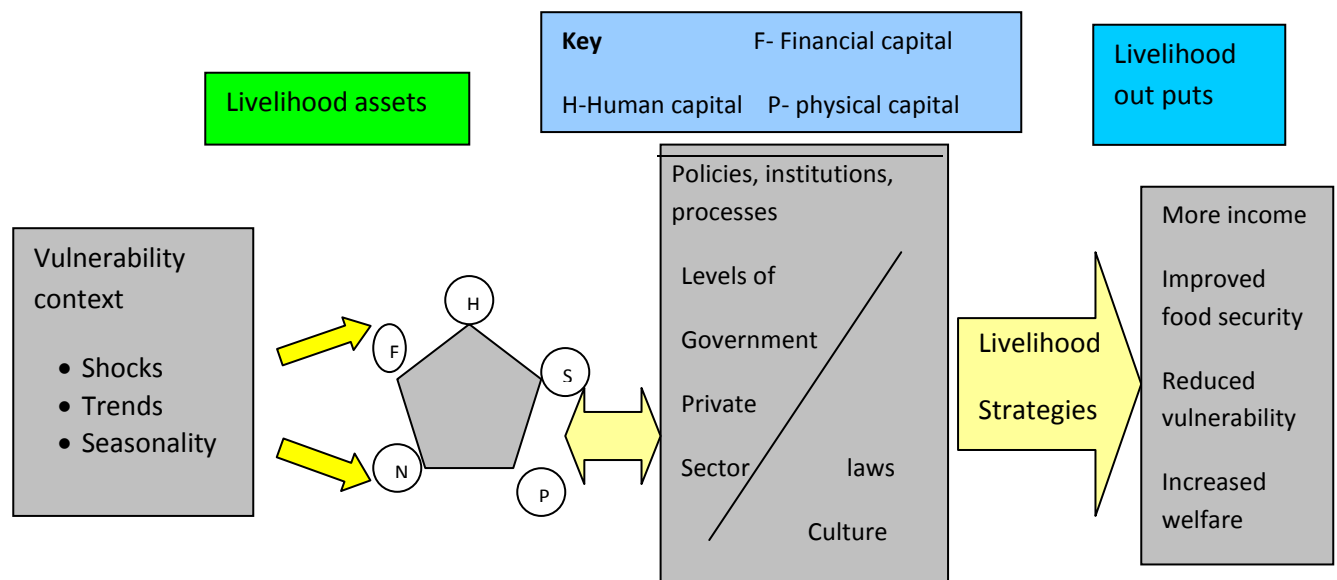 Livelihood assets
Key F- Financial capital
H-Human capital P- physical capital
Livelihood
out puts
Vulnerability
context
• Shocks
• Trends
• Seasonality
H
F
S
N
P
Policies, institutions,
processes
Levels of
Government
Private
Sector laws
Culture
Livelihood
Strategies
More income
Improved
food security
Reduced
vulnerability
Increased
welfare